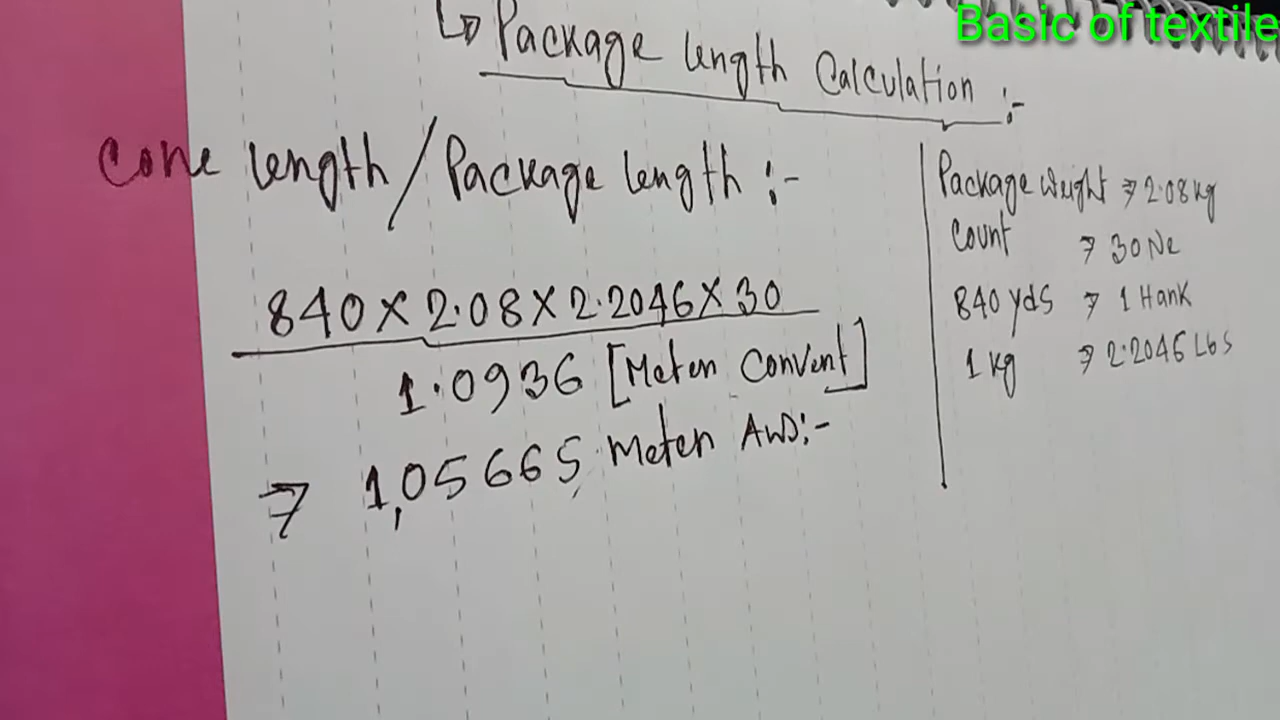 Basic of textile
↳ Package length Calculation :-
Cone length / Package length :-
840 × 2.08 × 2.2046 × 30
1.0936 [Meter Convert]
⇒ 1,05665 Meter Aws:-
Package weight ⇒ 2.08 kg
Count ⇒ 30 Ne
840 yds ⇒ 1 Hank
1 kg ⇒ 2.2046 Lbs